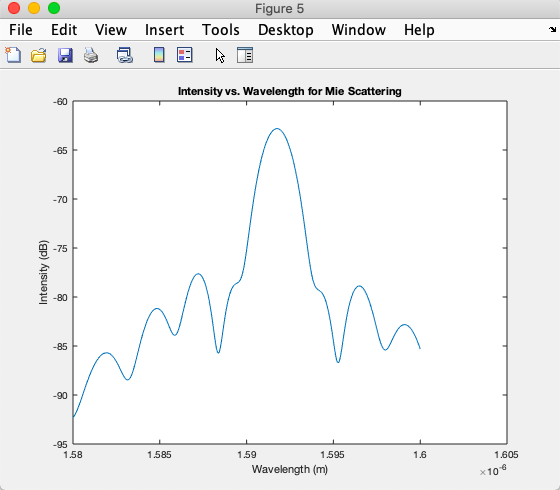 Figure 5
File Edit View Insert Tools Desktop Window Help
Intensity vs. Wavelength for Mie Scattering
-60
-65
-70
-75
-80
-85
-90
-95
Intensity (dB)
1.58 1.585 1.59 1.595 1.6 1.605
Wavelength (m)
×10⁻⁶